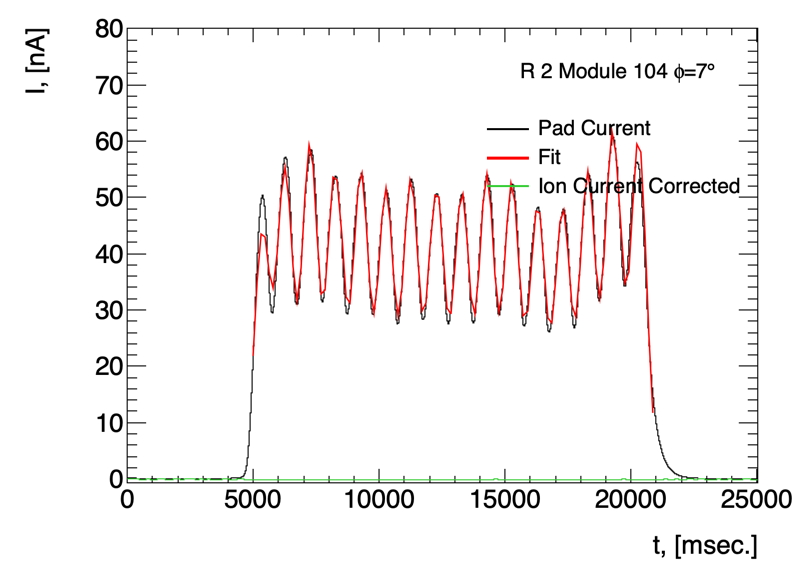 I, [nA]
80
70
60
50
40
30
20
10
0
R 2 Module 104 ϕ=7°
Pad Current
Fit
Ion Current Corrected
0 5000 10000 15000 20000 25000
t, [msec.]